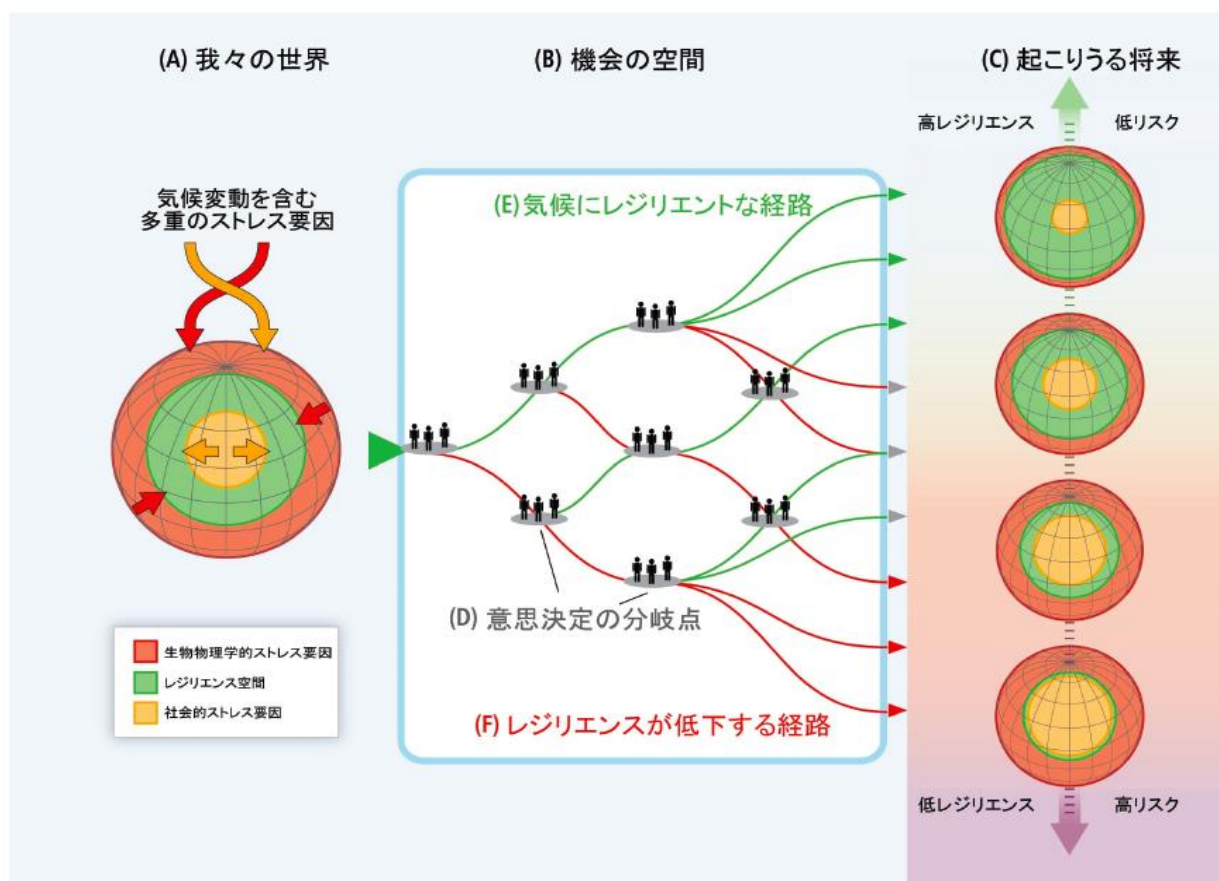 (A) 我々の世界
(B) 機会の空間
(C) 起こりうる将来
高レジリエンス 低リスク
気候変動を含む
多重のストレス要因
(E) 気候にレジリエントな経路
(D) 意思決定の分岐点
生物物理学的ストレス要因
レジリエンス空間
社会的ストレス要因
(F) レジリエンスが低下する経路
低レジリエンス 高リスク